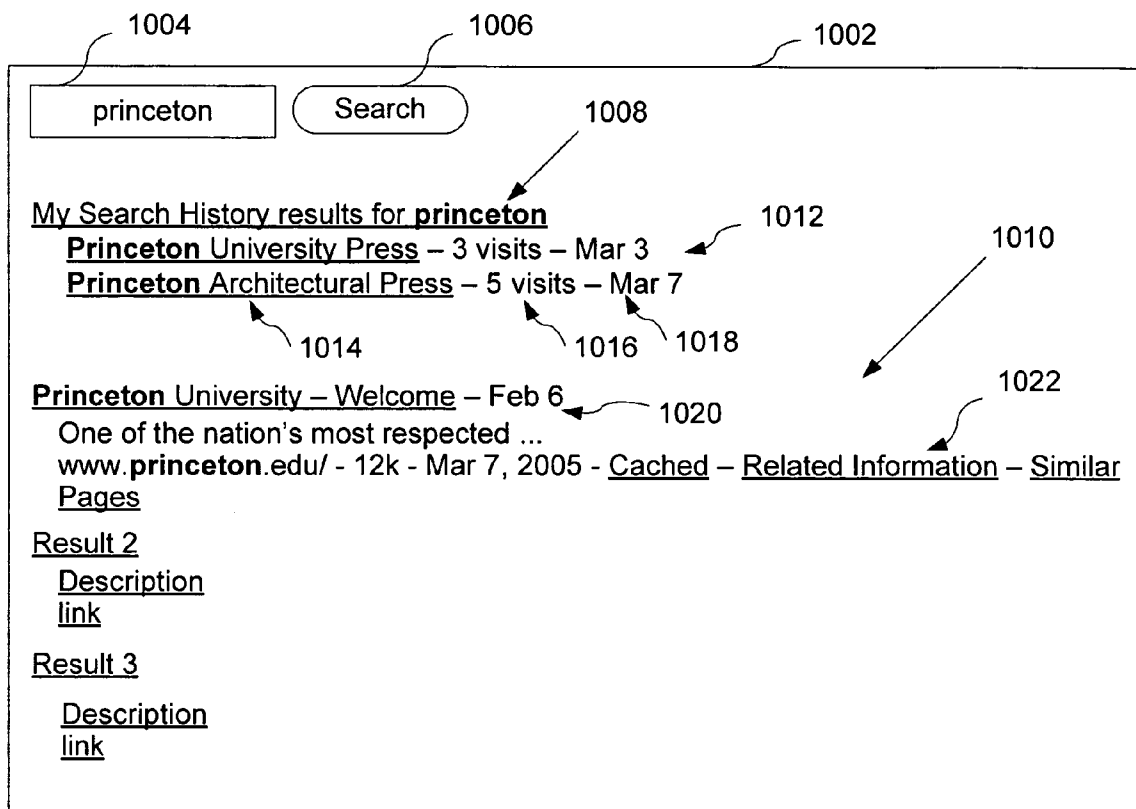 1004 1006 1002
princeton Search 1008
My Search History results for princeton
1012
Princeton University Press – 3 visits – Mar 3
1010
Princeton Architectural Press – 5 visits – Mar 7
1014 1016 1018
1022
Princeton University – Welcome – Feb 6
1020
One of the nation's most respected ...
www.princeton.edu/ - 12k - Mar 7, 2005 - Cached – Related Information – Similar
Pages
Result 2
Description
link
Result 3
Description
link